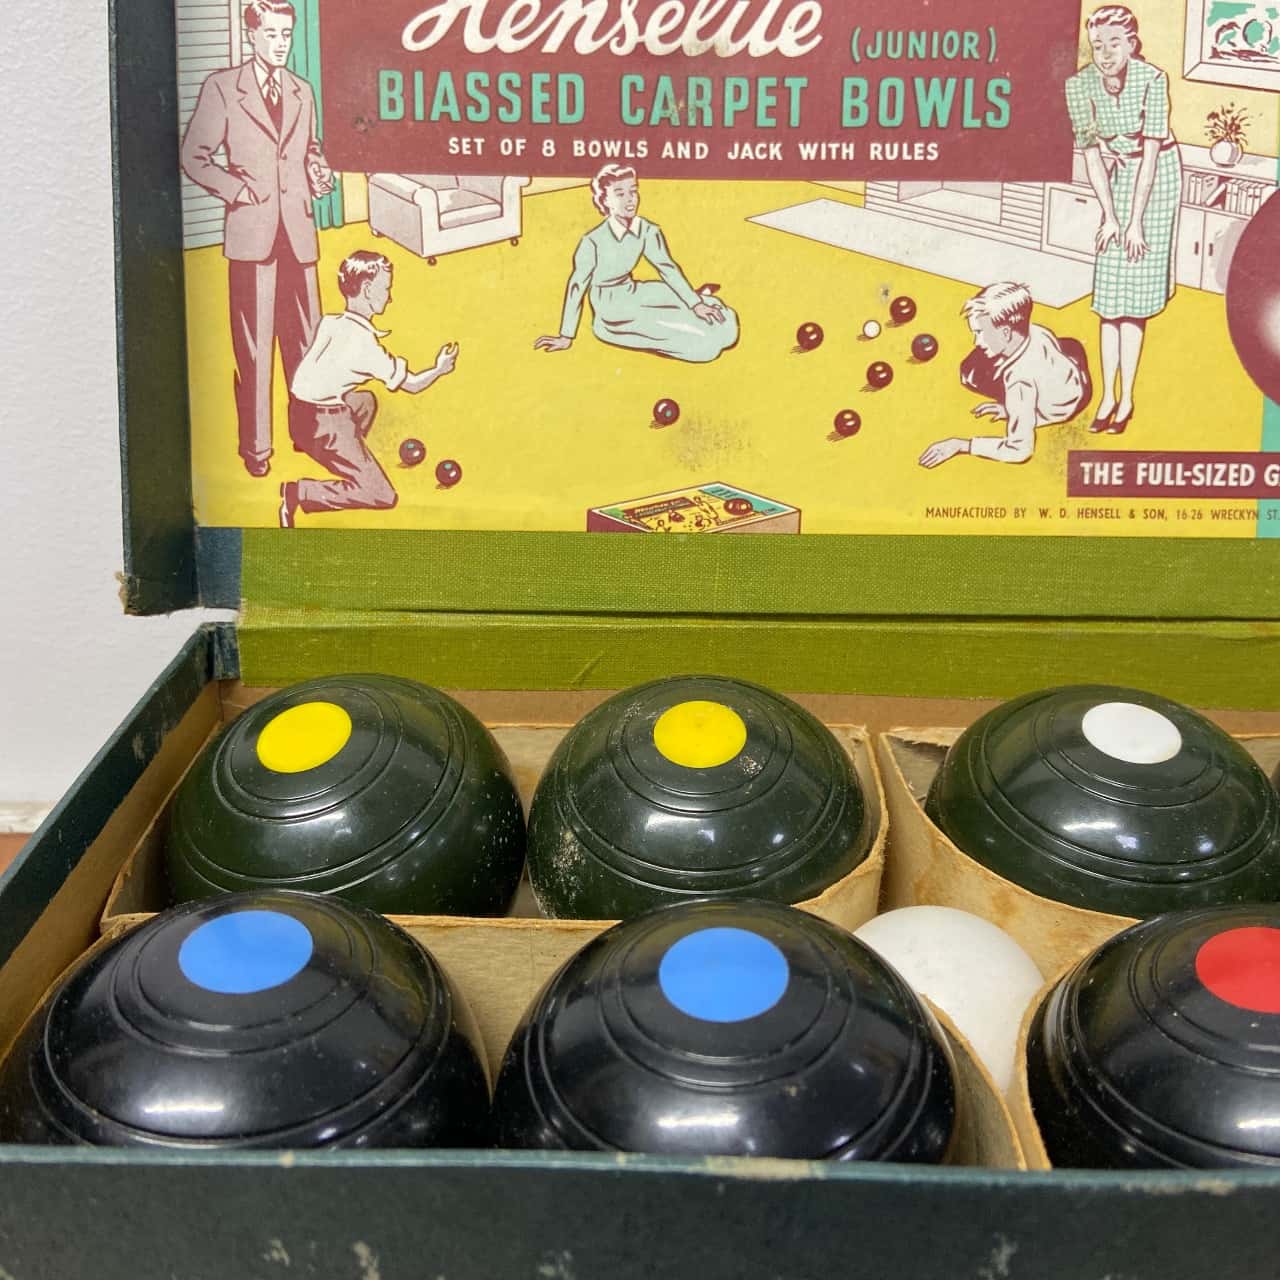 Henselite (JUNIOR)
BIASSED CARPET BOWLS
SET OF 8 BOWLS AND JACK WITH RULES
THE FULL-SIZED G
MANUFACTURED BY W. D. HENSELL & SON, 16-26 WRECKYN ST.